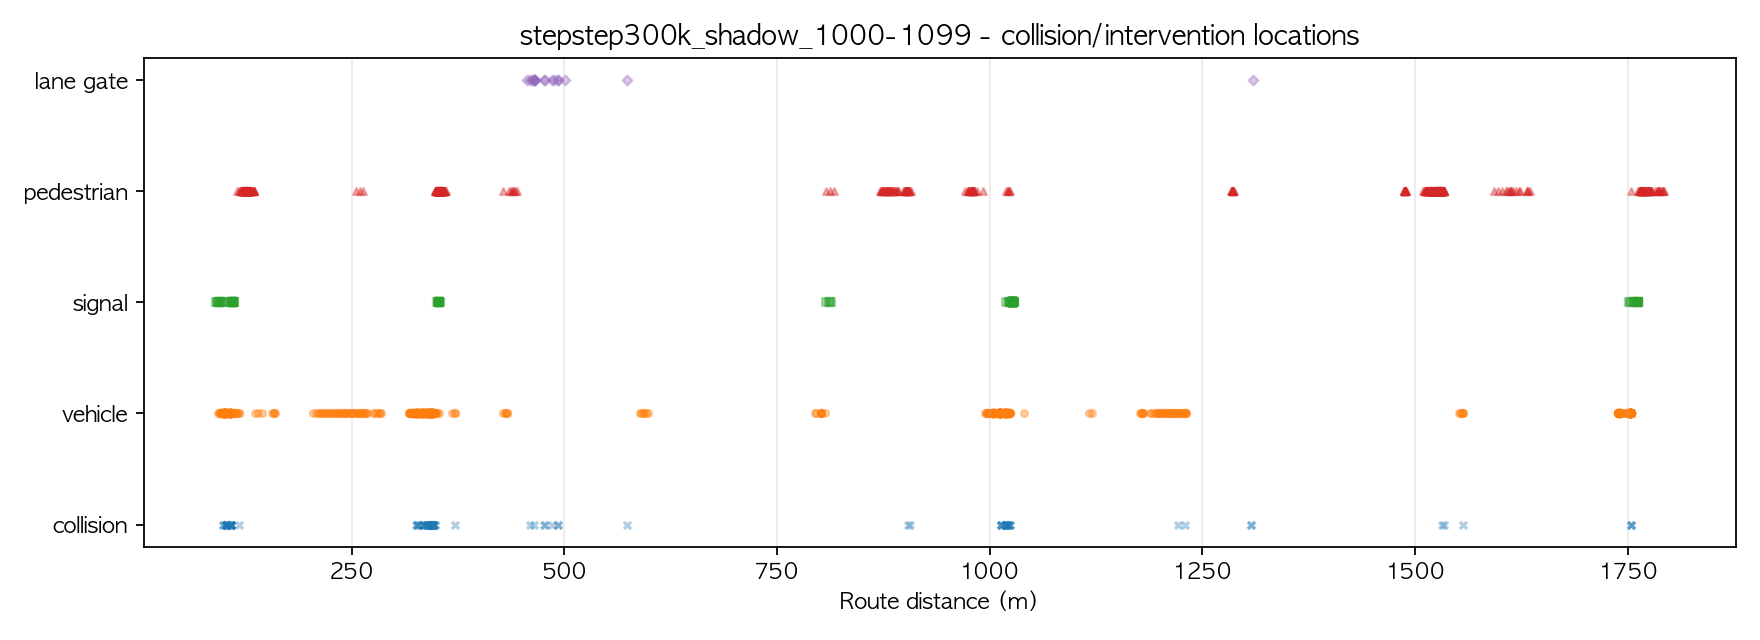 stepstep300k_shadow_1000-1099 - collision/intervention locations
lane gate
pedestrian
signal
vehicle
collision
250 500 750 1000 1250 1500 1750
Route distance (m)